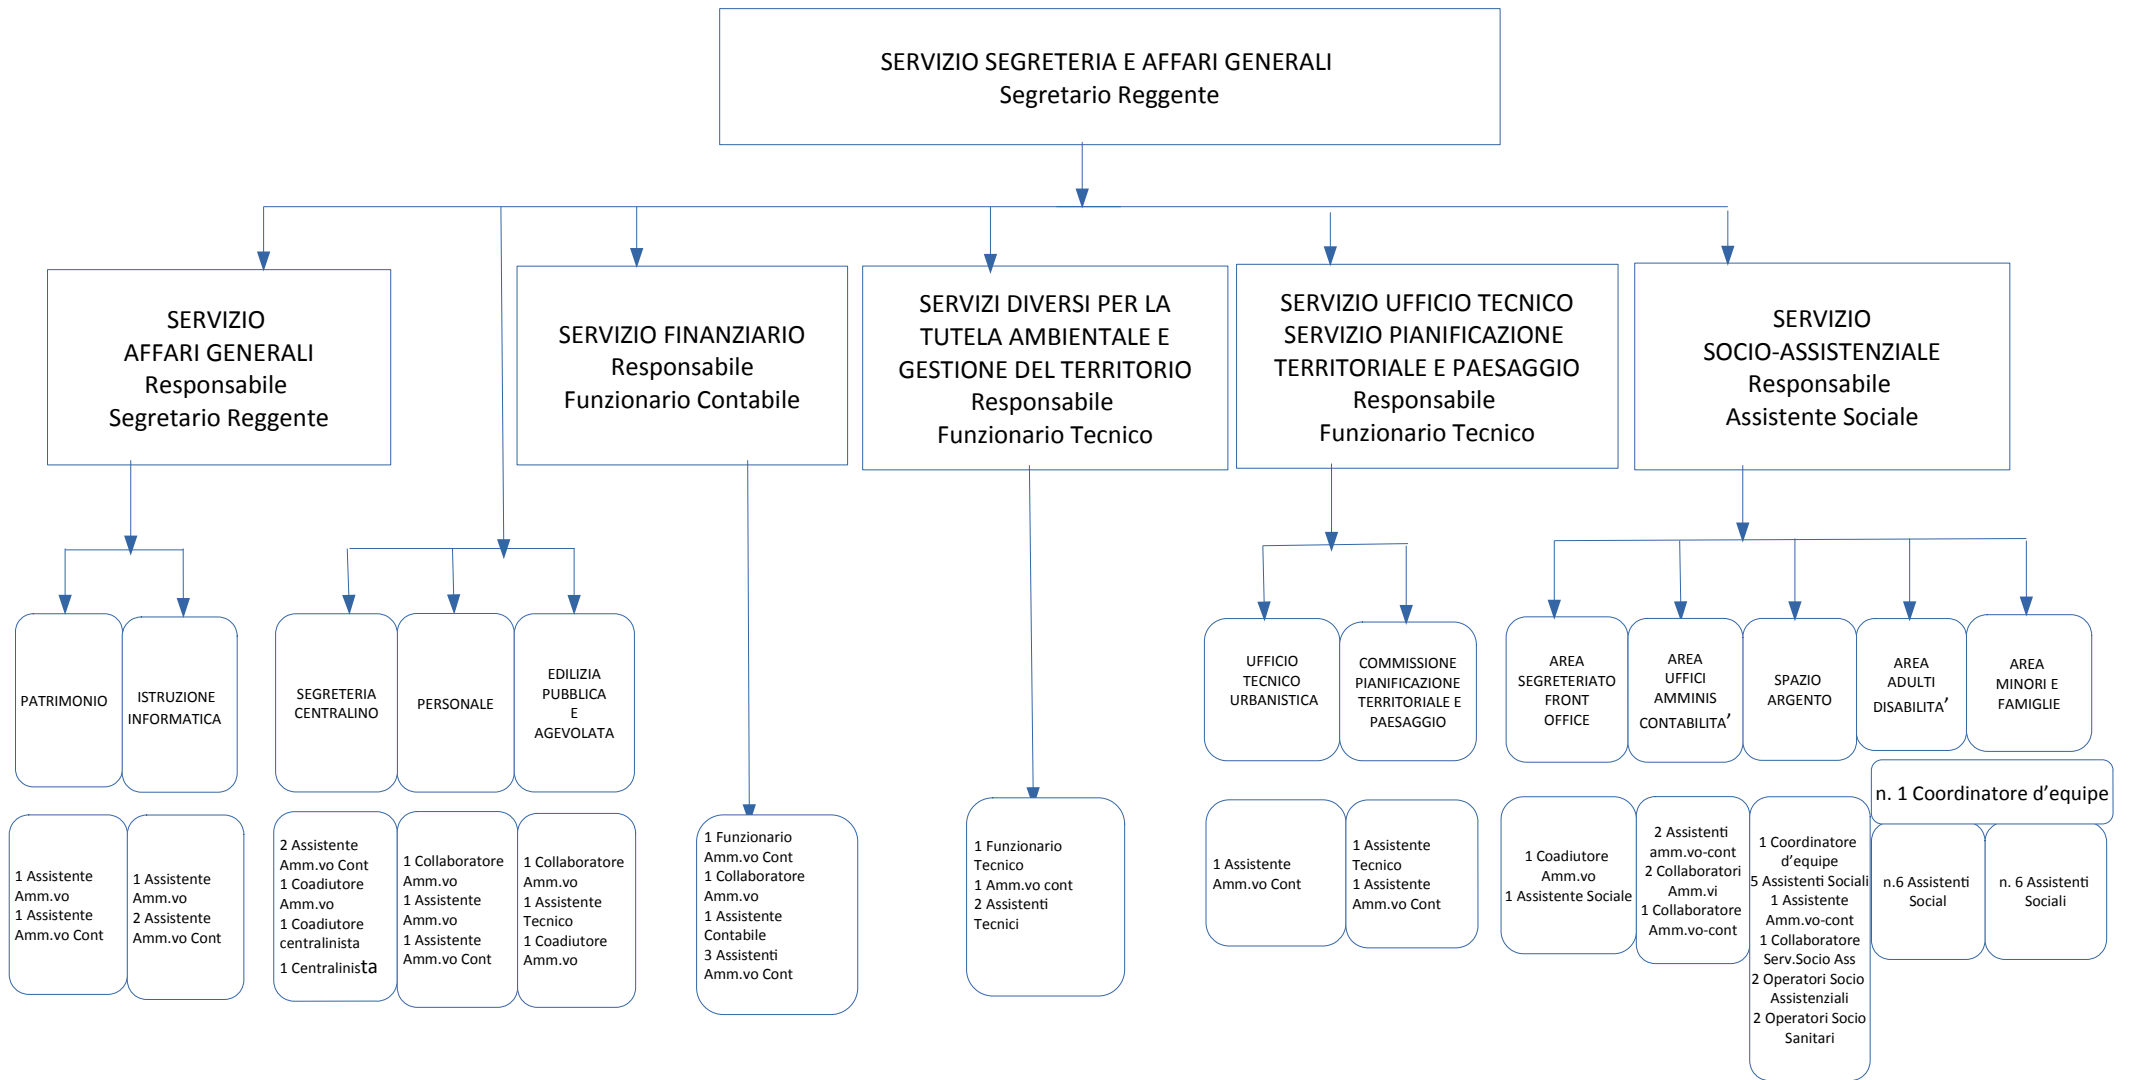 SERVIZIO SEGRETERIA E AFFARI GENERALI
Segretario Reggente
SERVIZIO
AFFARI GENERALI
Responsabile
Segretario Reggente
SERVIZIO FINANZIARIO
Responsabile
Funzionario Contabile
SERVIZI DIVERSI PER LA
TUTELA AMBIENTALE E
GESTIONE DEL TERRITORIO
Responsabile
Funzionario Tecnico
SERVIZIO UFFICIO TECNICO
SERVIZIO PIANIFICAZIONE
TERRITORIALE E PAESAGGIO
Responsabile
Funzionario Tecnico
SERVIZIO
SOCIO-ASSISTENZIALE
Responsabile
Assistente Sociale
PATRIMONIO
ISTRUZIONE
INFORMATICA
SEGRETERIA
CENTRALINO
PERSONALE
EDILIZIA
PUBBLICA
E
AGEVOLATA
UFFICIO
TECNICO
URBANISTICA
COMMISSIONE
PIANIFICAZIONE
TERRITORIALE E
PAESAGGIO
AREA
SEGRETERIATO
FRONT
OFFICE
AREA
UFFICI
AMMINIS
CONTABILITA'
SPAZIO
ARGENTO
AREA
ADULTI
DISABILITA'
AREA
MINORI E
FAMIGLIE
1 Assistente
Amm.vo
1 Assistente
Amm.vo Cont
1 Assistente
Amm.vo
2 Assistente
Amm.vo Cont
2 Assistente
Amm.vo Cont
1 Coadiutore
Amm.vo
1 Coadiutore
centralinista
1 Centralinista
1 Collaboratore
Amm.vo
1 Assistente
Amm.vo
1 Assistente
Amm.vo Cont
1 Collaboratore
Amm.vo
1 Assistente
Tecnico
1 Coadiutore
Amm.vo
1 Funzionario
Amm.vo Cont
1 Collaboratore
Amm.vo
1 Assistente
Contabile
3 Assistenti
Amm.vo Cont
1 Funzionario
Tecnico
1 Amm.vo cont
2 Assistenti
Tecnici
1 Assistente
Amm.vo Cont
1 Assistente
Tecnico
1 Assistente
Amm.vo Cont
1 Coadiutore
Amm.vo
1 Assistente Sociale
2 Assistenti
amm.vo-cont
2 Collaboratori
Amm.vi
1 Collaboratore
Amm.vo-cont
1 Coordinatore
d'equipe
5 Assistenti Sociali
1 Assistente
Amm.vo-cont
1 Collaboratore
Serv.Socio Ass
2 Operatori Socio
Assistenziali
2 Operatori Socio
Sanitari
n. 1 Coordinatore d'equipe
n.6 Assistenti
Social
n. 6 Assistenti
Sociali